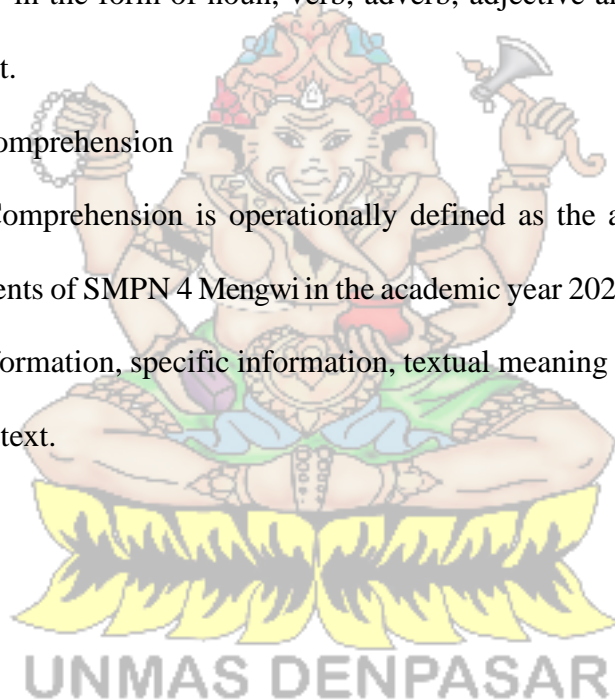 in the form of noun, verb, adverb, adjective
t.
omprehension
Comprehension is operationally defined as the a
ents of SMPN 4 Mengwi in the academic year 202
formation, specific information, textual meaning
text.
UNMAS DENPASAR